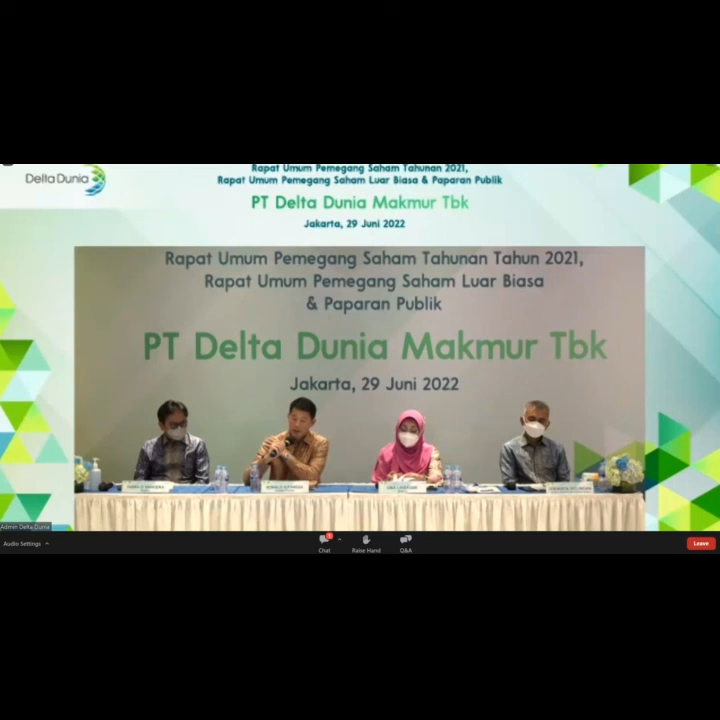 Delta Dunia
Rapat Umum Pemegang Saham Tahunan 2021,
Rapat Umum Pemegang Saham Luar Biasa & Paparan Publik
PT Delta Dunia Makmur Tbk
Jakarta, 29 Juni 2022
Rapat Umum Pemegang Saham Tahunan Tahun 2021,
Rapat Umum Pemegang Saham Luar Biasa
& Paparan Publik
PT Delta Dunia Makmur Tbk
Jakarta, 29 Juni 2022
Admin Delta Dunia
Audio Settings
1
Chat
Raise Hand
Q&A
Leave